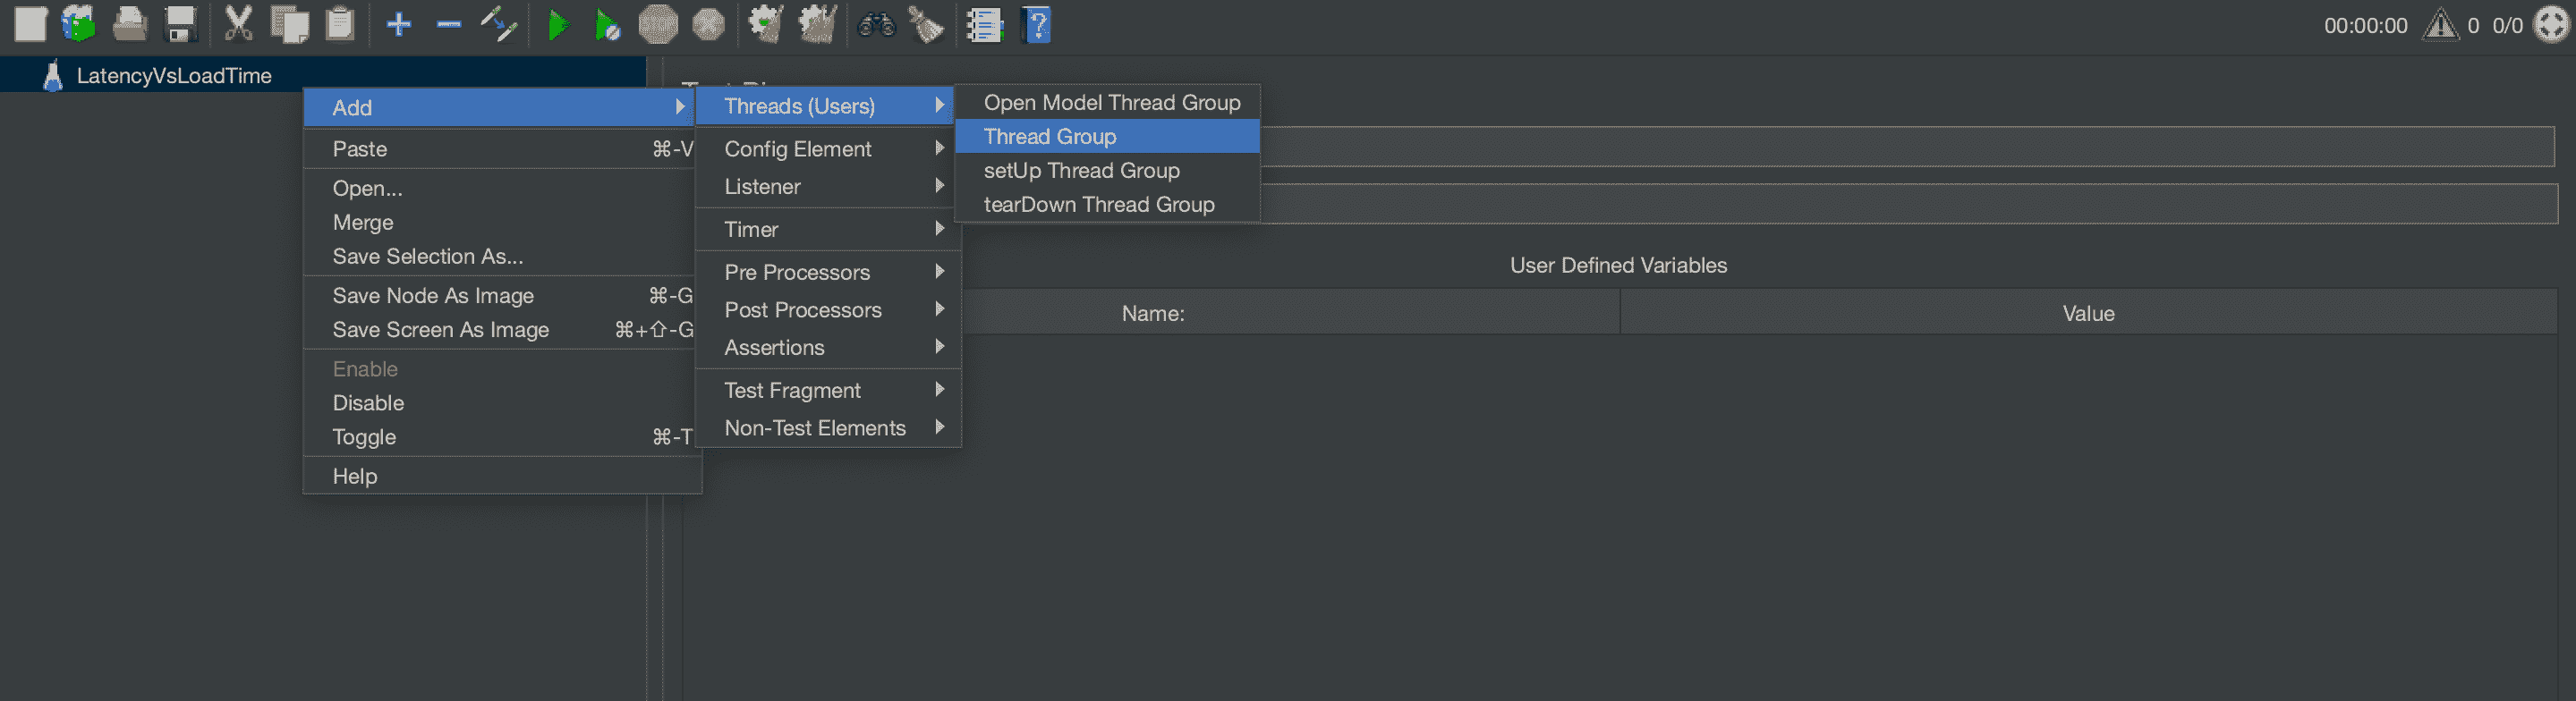 00:00:00 0 0/0
LatencyVsLoadTime
Add
Paste ⌘-V
Open...
Merge
Save Selection As...
Save Node As Image ⌘-G
Save Screen As Image ⌘+⇧-G
Enable
Disable
Toggle ⌘-T
Help
Threads (Users)
Config Element
Listener
Timer
Pre Processors
Post Processors
Assertions
Test Fragment
Non-Test Elements
Open Model Thread Group
Thread Group
setUp Thread Group
tearDown Thread Group
User Defined Variables
Name: Value